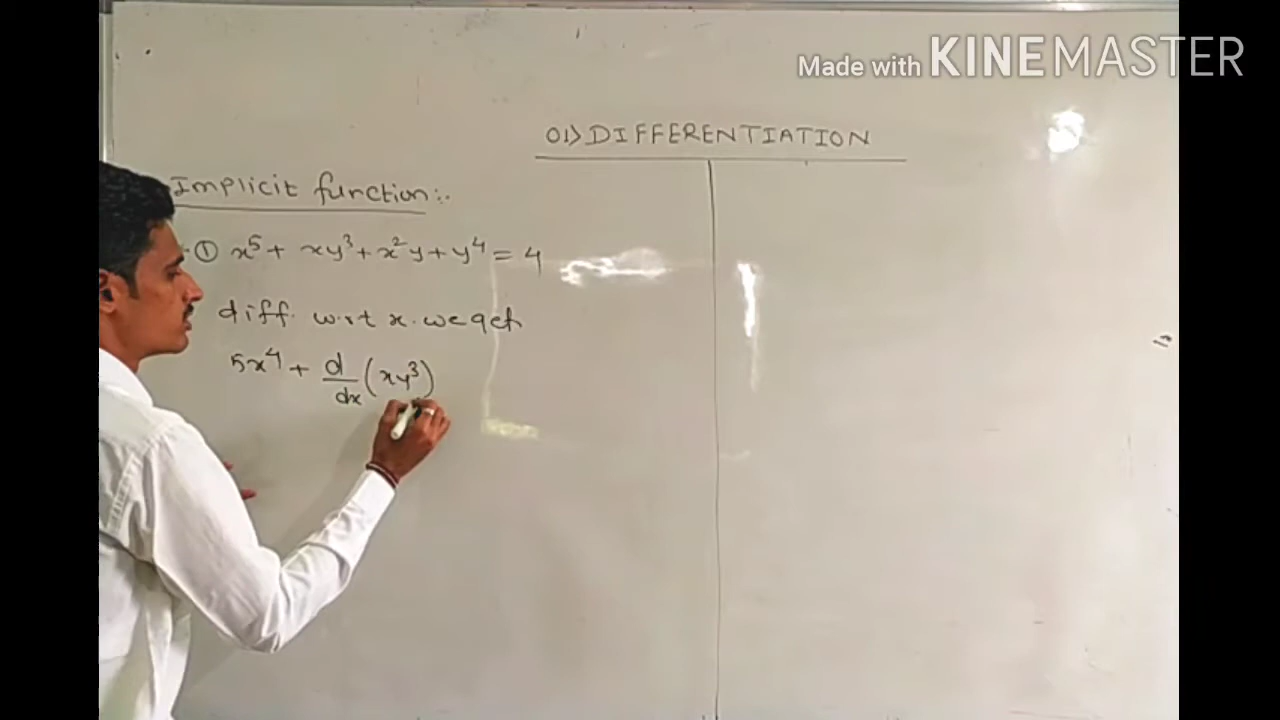 Made with KINEMASTER
01) DIFFERENTIATION
Implicit function:.
① x⁵ + xy³ + x²y + y⁴ = 4
diff. w.r.t x. we get
5x⁴ + d/dx (xy³)